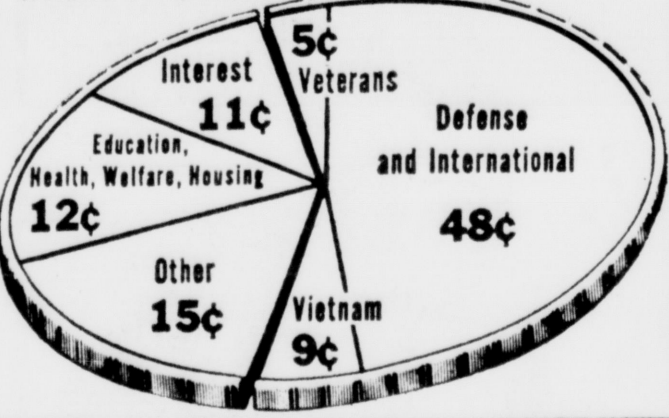 5¢
Veterans
Interest
11¢
Defense
and International
48¢
Education,
Health, Welfare, Housing
12¢
Other
15¢
Vietnam
9¢